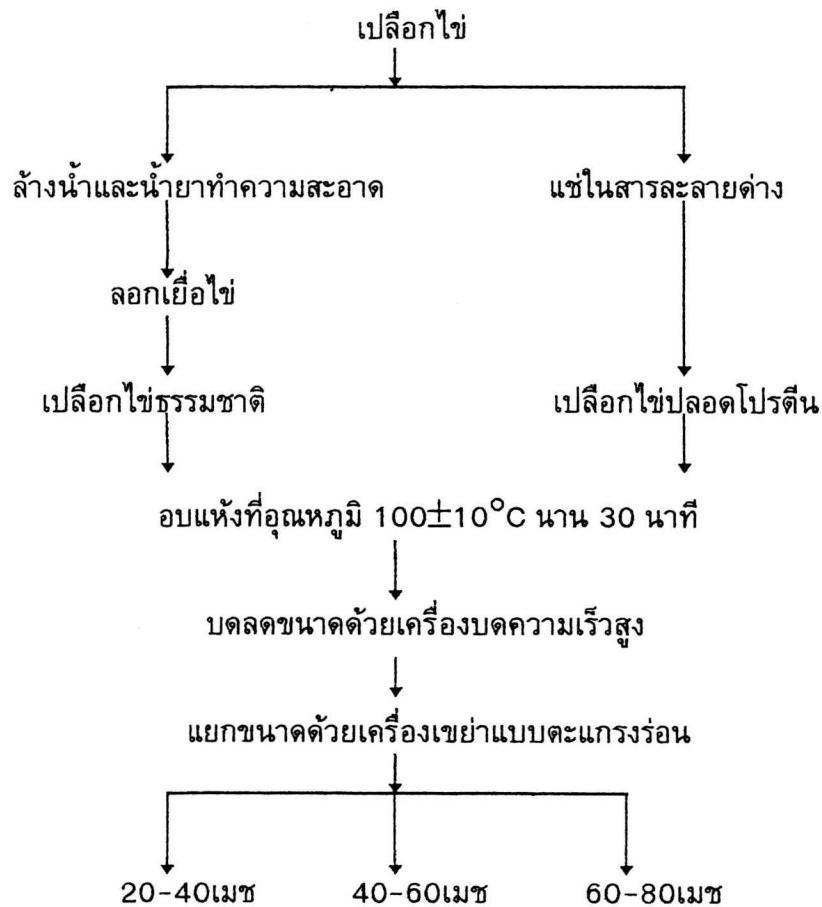 เปลือกไข่
ล้างน้ำและน้ำยาทำความสะอาด
แช่ในสารละลายด่าง
ลอกเยื่อไข่
เปลือกไข่ธรรมชาติ
เปลือกไข่ปลอดโปรตีน
อบแห้งที่อุณหภูมิ 100±10°C นาน 30 นาที
บดลดขนาดด้วยเครื่องบดความเร็วสูง
แยกขนาดด้วยเครื่องเขย่าแบบตะแกรงร่อน
20-40เมช
40-60เมช
60-80เมช